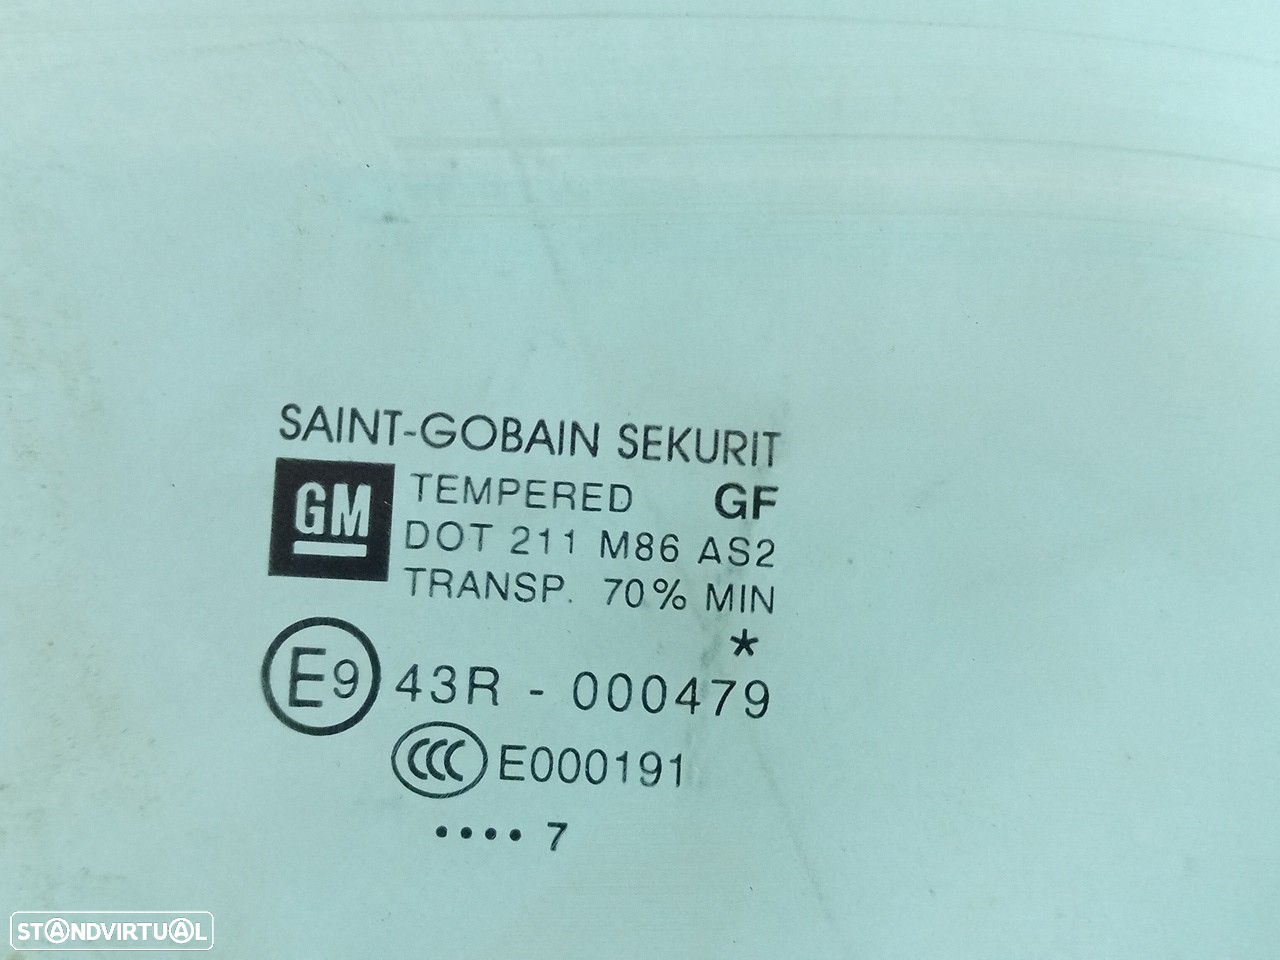 SAINT-GOBAIN SEKURIT
GM
TEMPERED GF
DOT 211 M86 AS2
TRANSP. 70% MIN
*
E9 43R - 000479
CCC E000191
•••• 7
STANDVIRTUAL